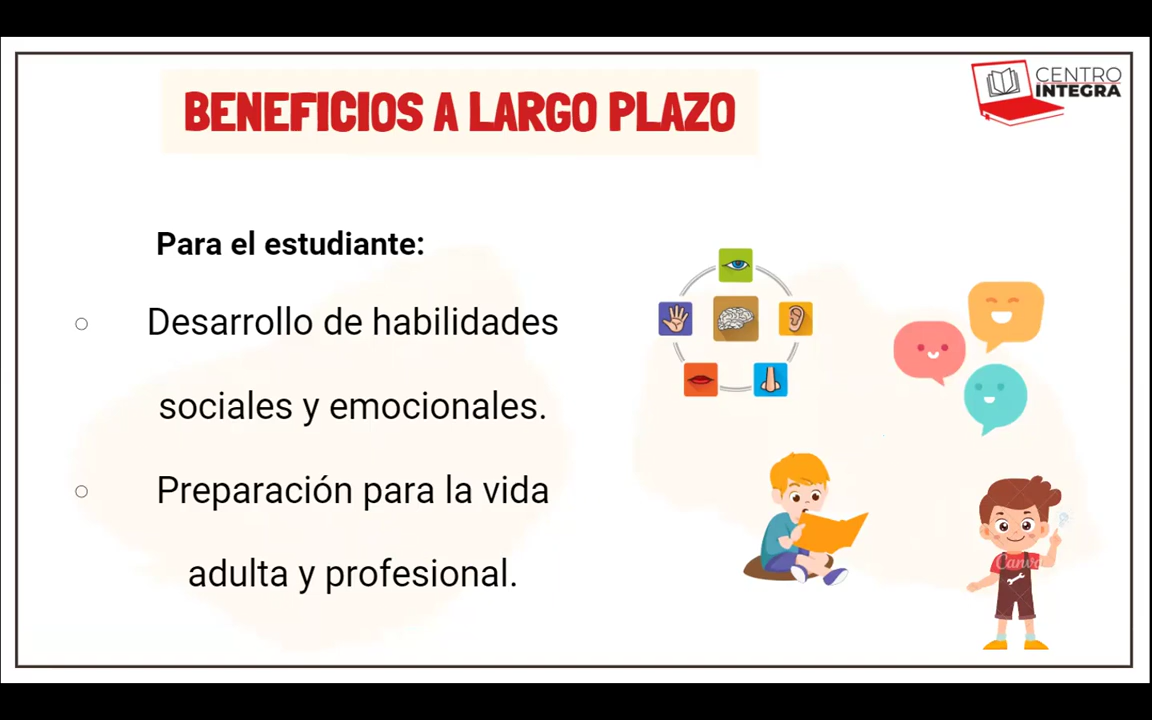 BENEFICIOS A LARGO PLAZO
CENTRO
INTEGRA
Para el estudiante:
Desarrollo de habilidades
sociales y emocionales.
Preparación para la vida
adulta y profesional.
Canva